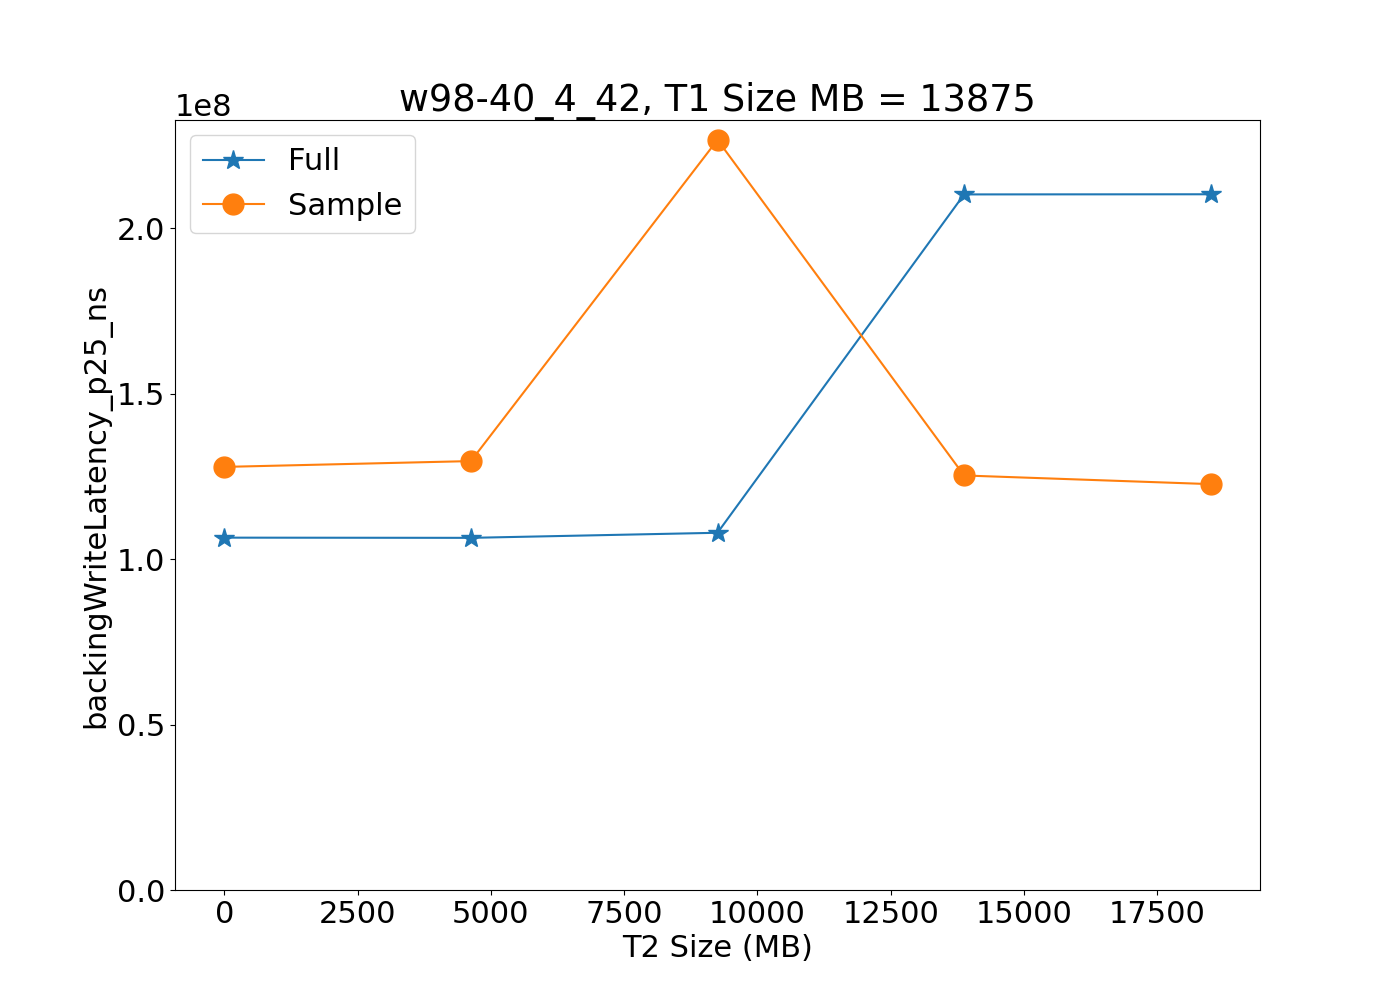 w98-40_4_42, T1 Size MB = 13875
1e8
Full
Sample
2.0
1.5
1.0
0.5
0.0
backingWriteLatency_p25_ns
0 2500 5000 7500 10000 12500 15000 17500
T2 Size (MB)